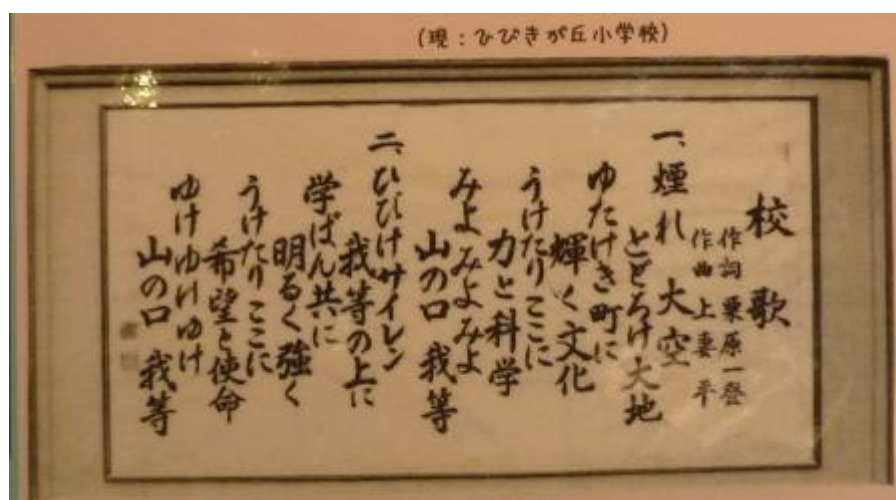 (現:ひびきが丘小学校)
校歌
作詞 栗原一登
作曲 上妻 平
一、煙れ 大空
とどろけ大地
ゆたけき町に
輝く文化
うけたりここに
力と科学
みよみよみよ
山の口 我等
二、ひびけサイレン
我等の上に
学ばん共に
明るく強く
うけたりここに
希望と使命
ゆけゆけゆけ
山の口 我等